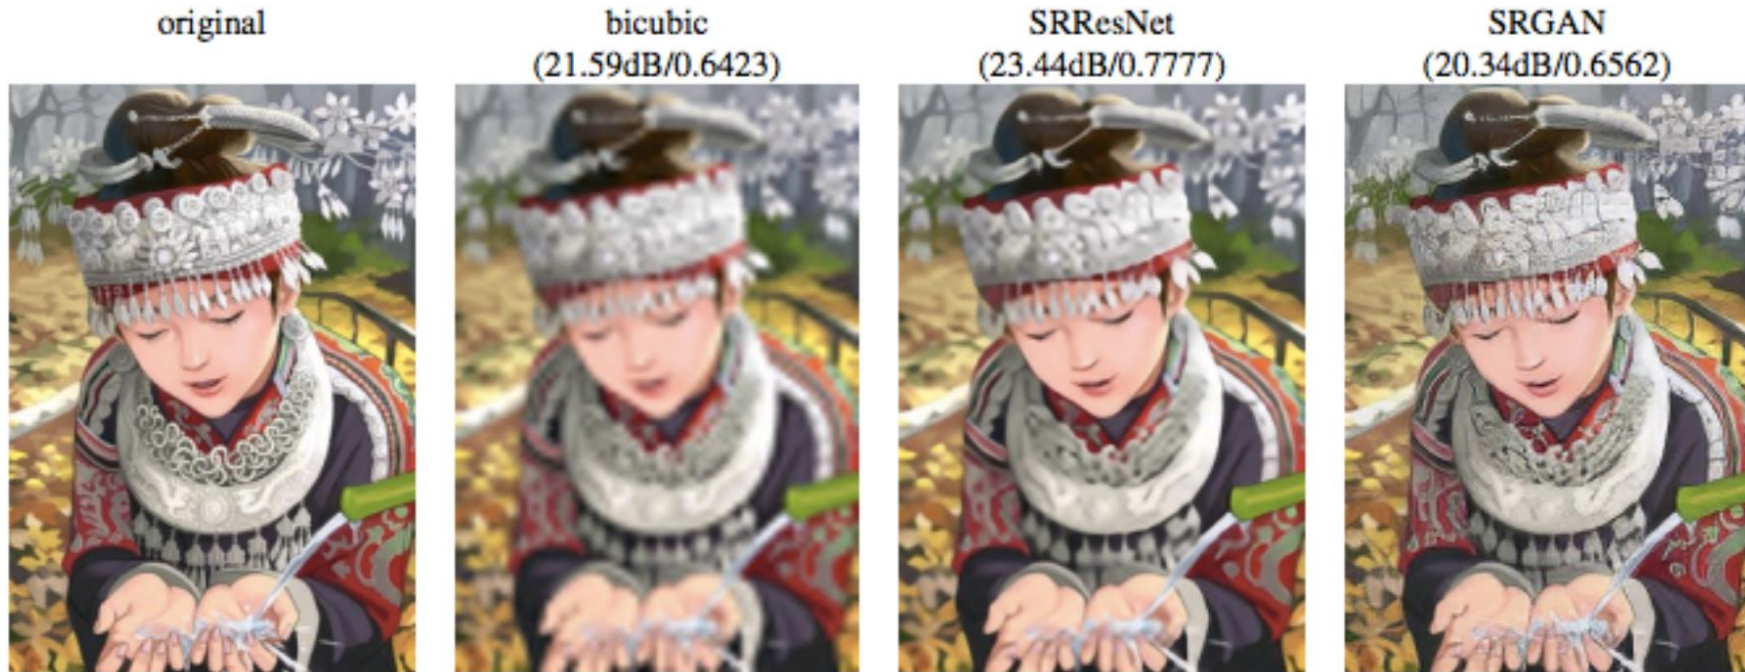 original
bicubic
(21.59dB/0.6423)
SRResNet
(23.44dB/0.7777)
SRGAN
(20.34dB/0.6562)